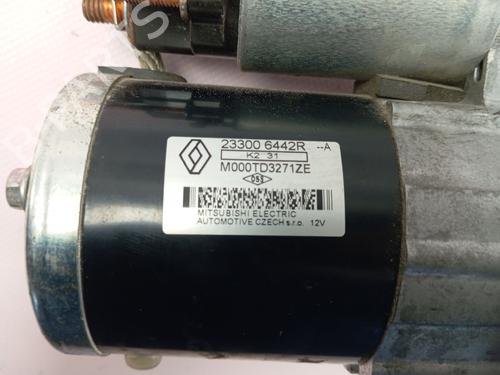 23300 6442R --A
K2 31
M000TD3271ZE
MITSUBISHI ELECTRIC
AUTOMOTIVE CZECH s.r.o. 12V